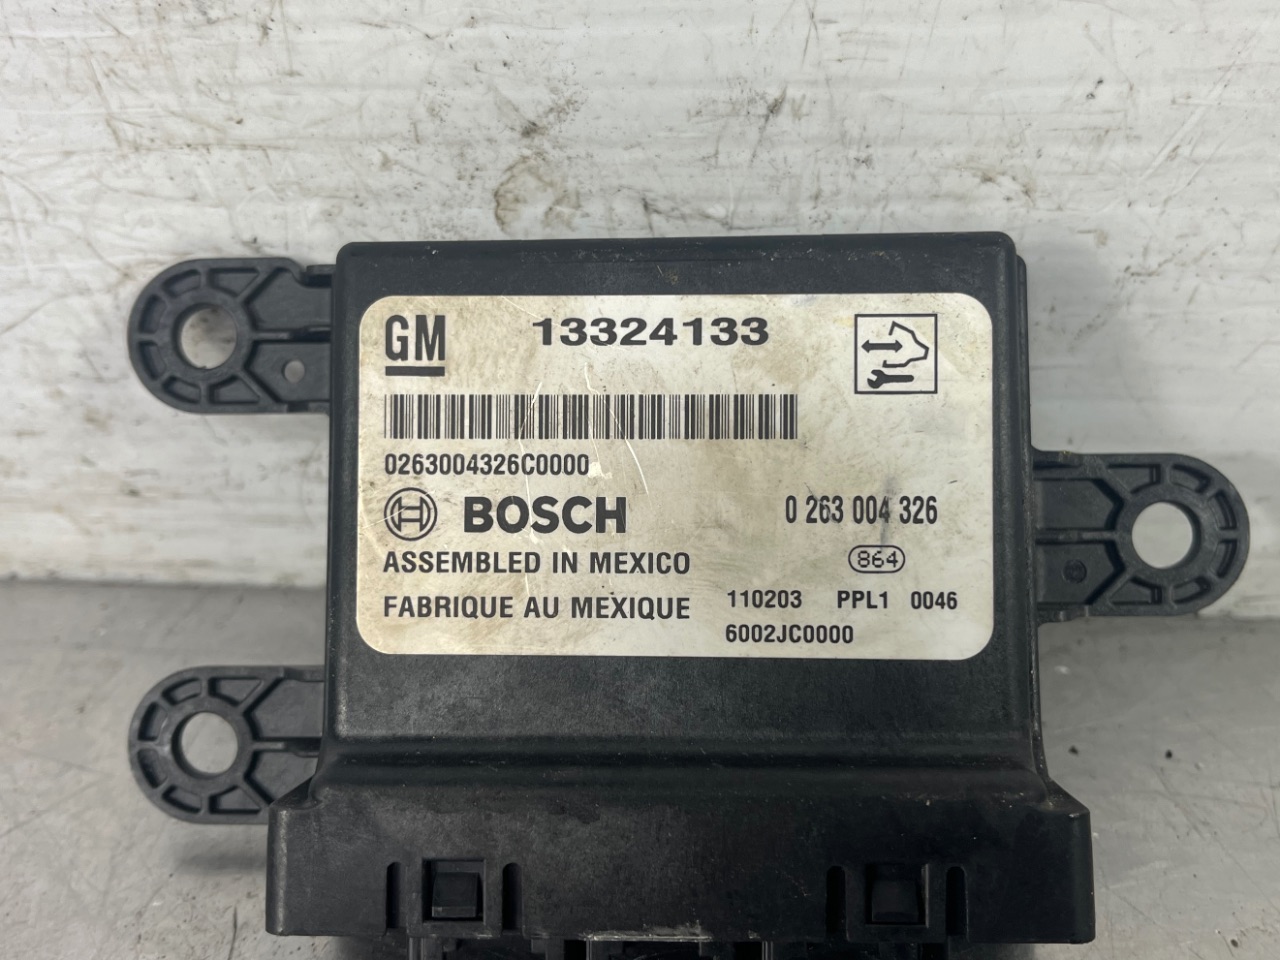 GM 13324133
0263004326C0000
BOSCH 0 263 004 326
ASSEMBLED IN MEXICO 864
FABRIQUE AU MEXIQUE 110203 PPL1 0046
6002JC0000